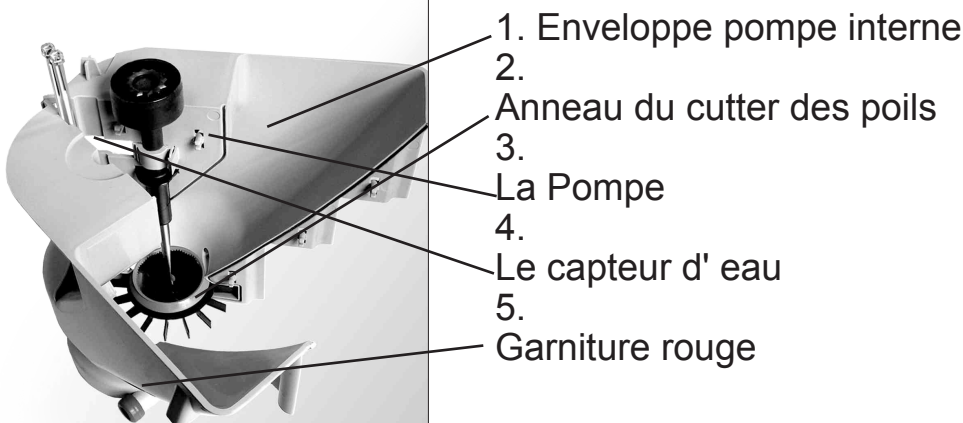 1. Enveloppe pompe interne
2.
Anneau du cutter des poils
3.
La Pompe
4.
Le capteur d' eau
5.
Garniture rouge